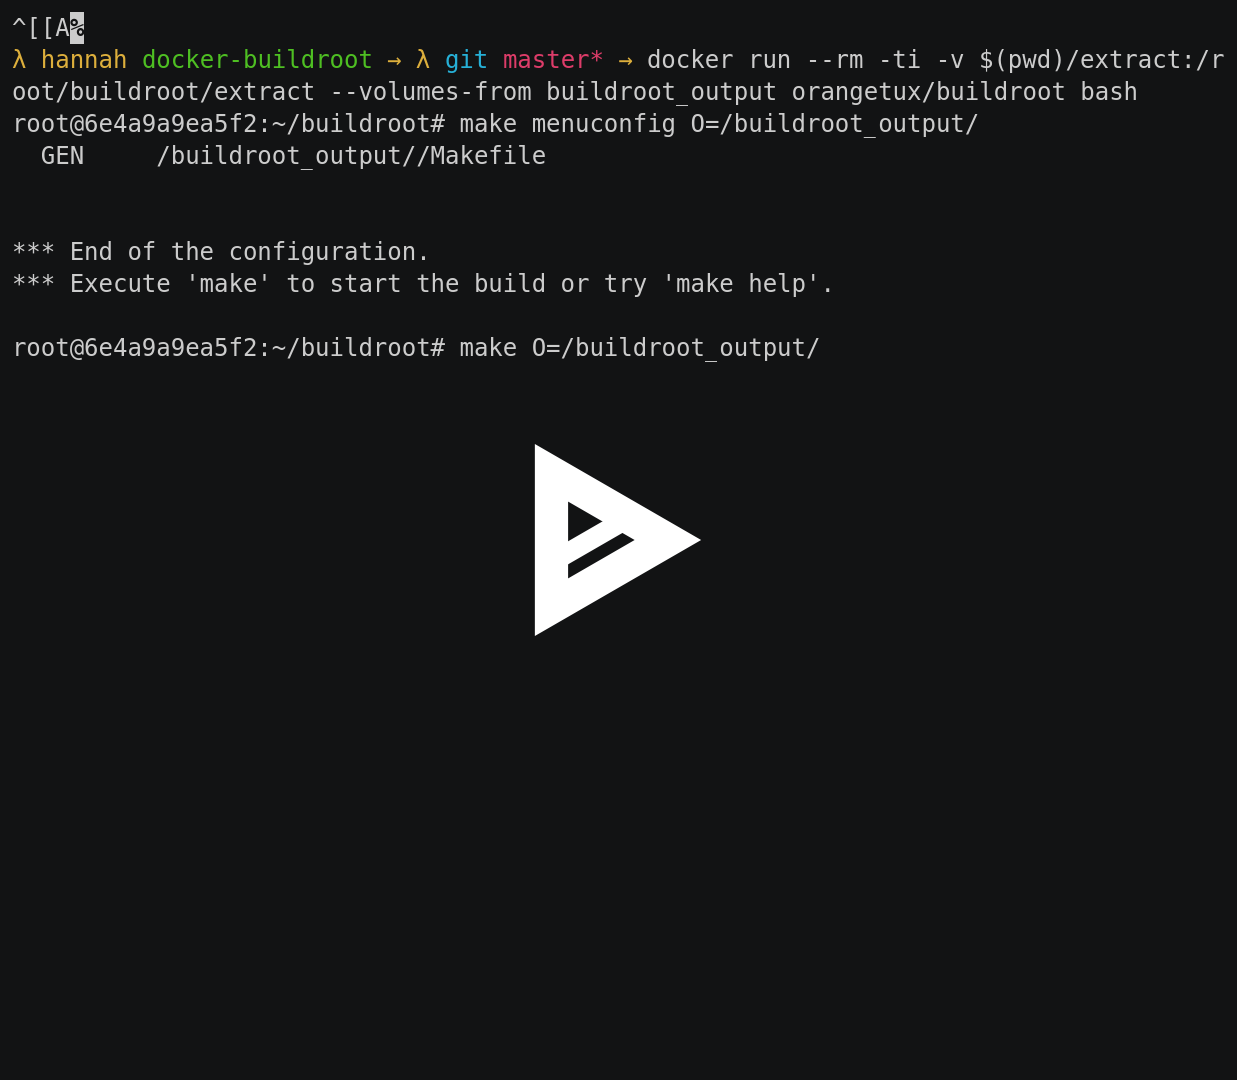 ^[[A%
λ hannah docker-buildroot → λ git master* → docker run --rm -ti -v $(pwd)/extract:/r
oot/buildroot/extract --volumes-from buildroot_output orangetux/buildroot bash
root@6e4a9a9ea5f2:~/buildroot# make menuconfig O=/buildroot_output/
  GEN     /buildroot_output//Makefile
*** End of the configuration.
*** Execute 'make' to start the build or try 'make help'.
root@6e4a9a9ea5f2:~/buildroot# make O=/buildroot_output/